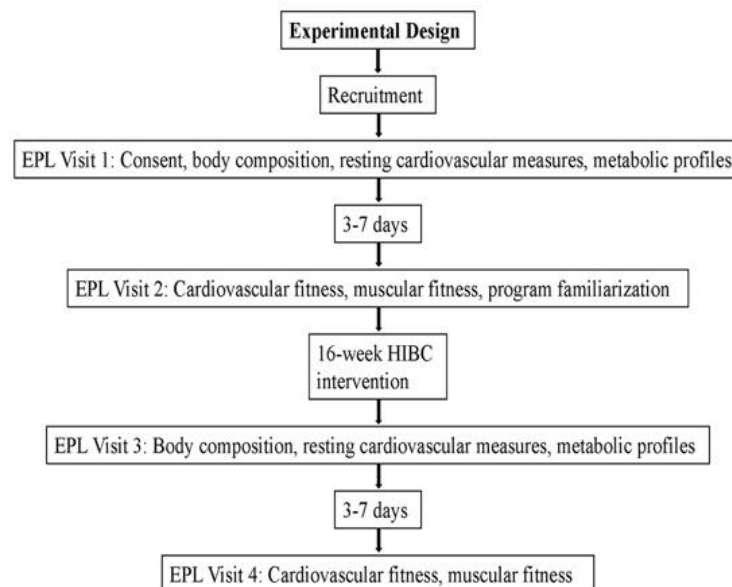 Experimental Design
Recruitment
EPL Visit 1: Consent, body composition, resting cardiovascular measures, metabolic profiles
3-7 days
EPL Visit 2: Cardiovascular fitness, muscular fitness, program familiarization
16-week HIBC
intervention
EPL Visit 3: Body composition, resting cardiovascular measures, metabolic profiles
3-7 days
EPL Visit 4: Cardiovascular fitness, muscular fitness